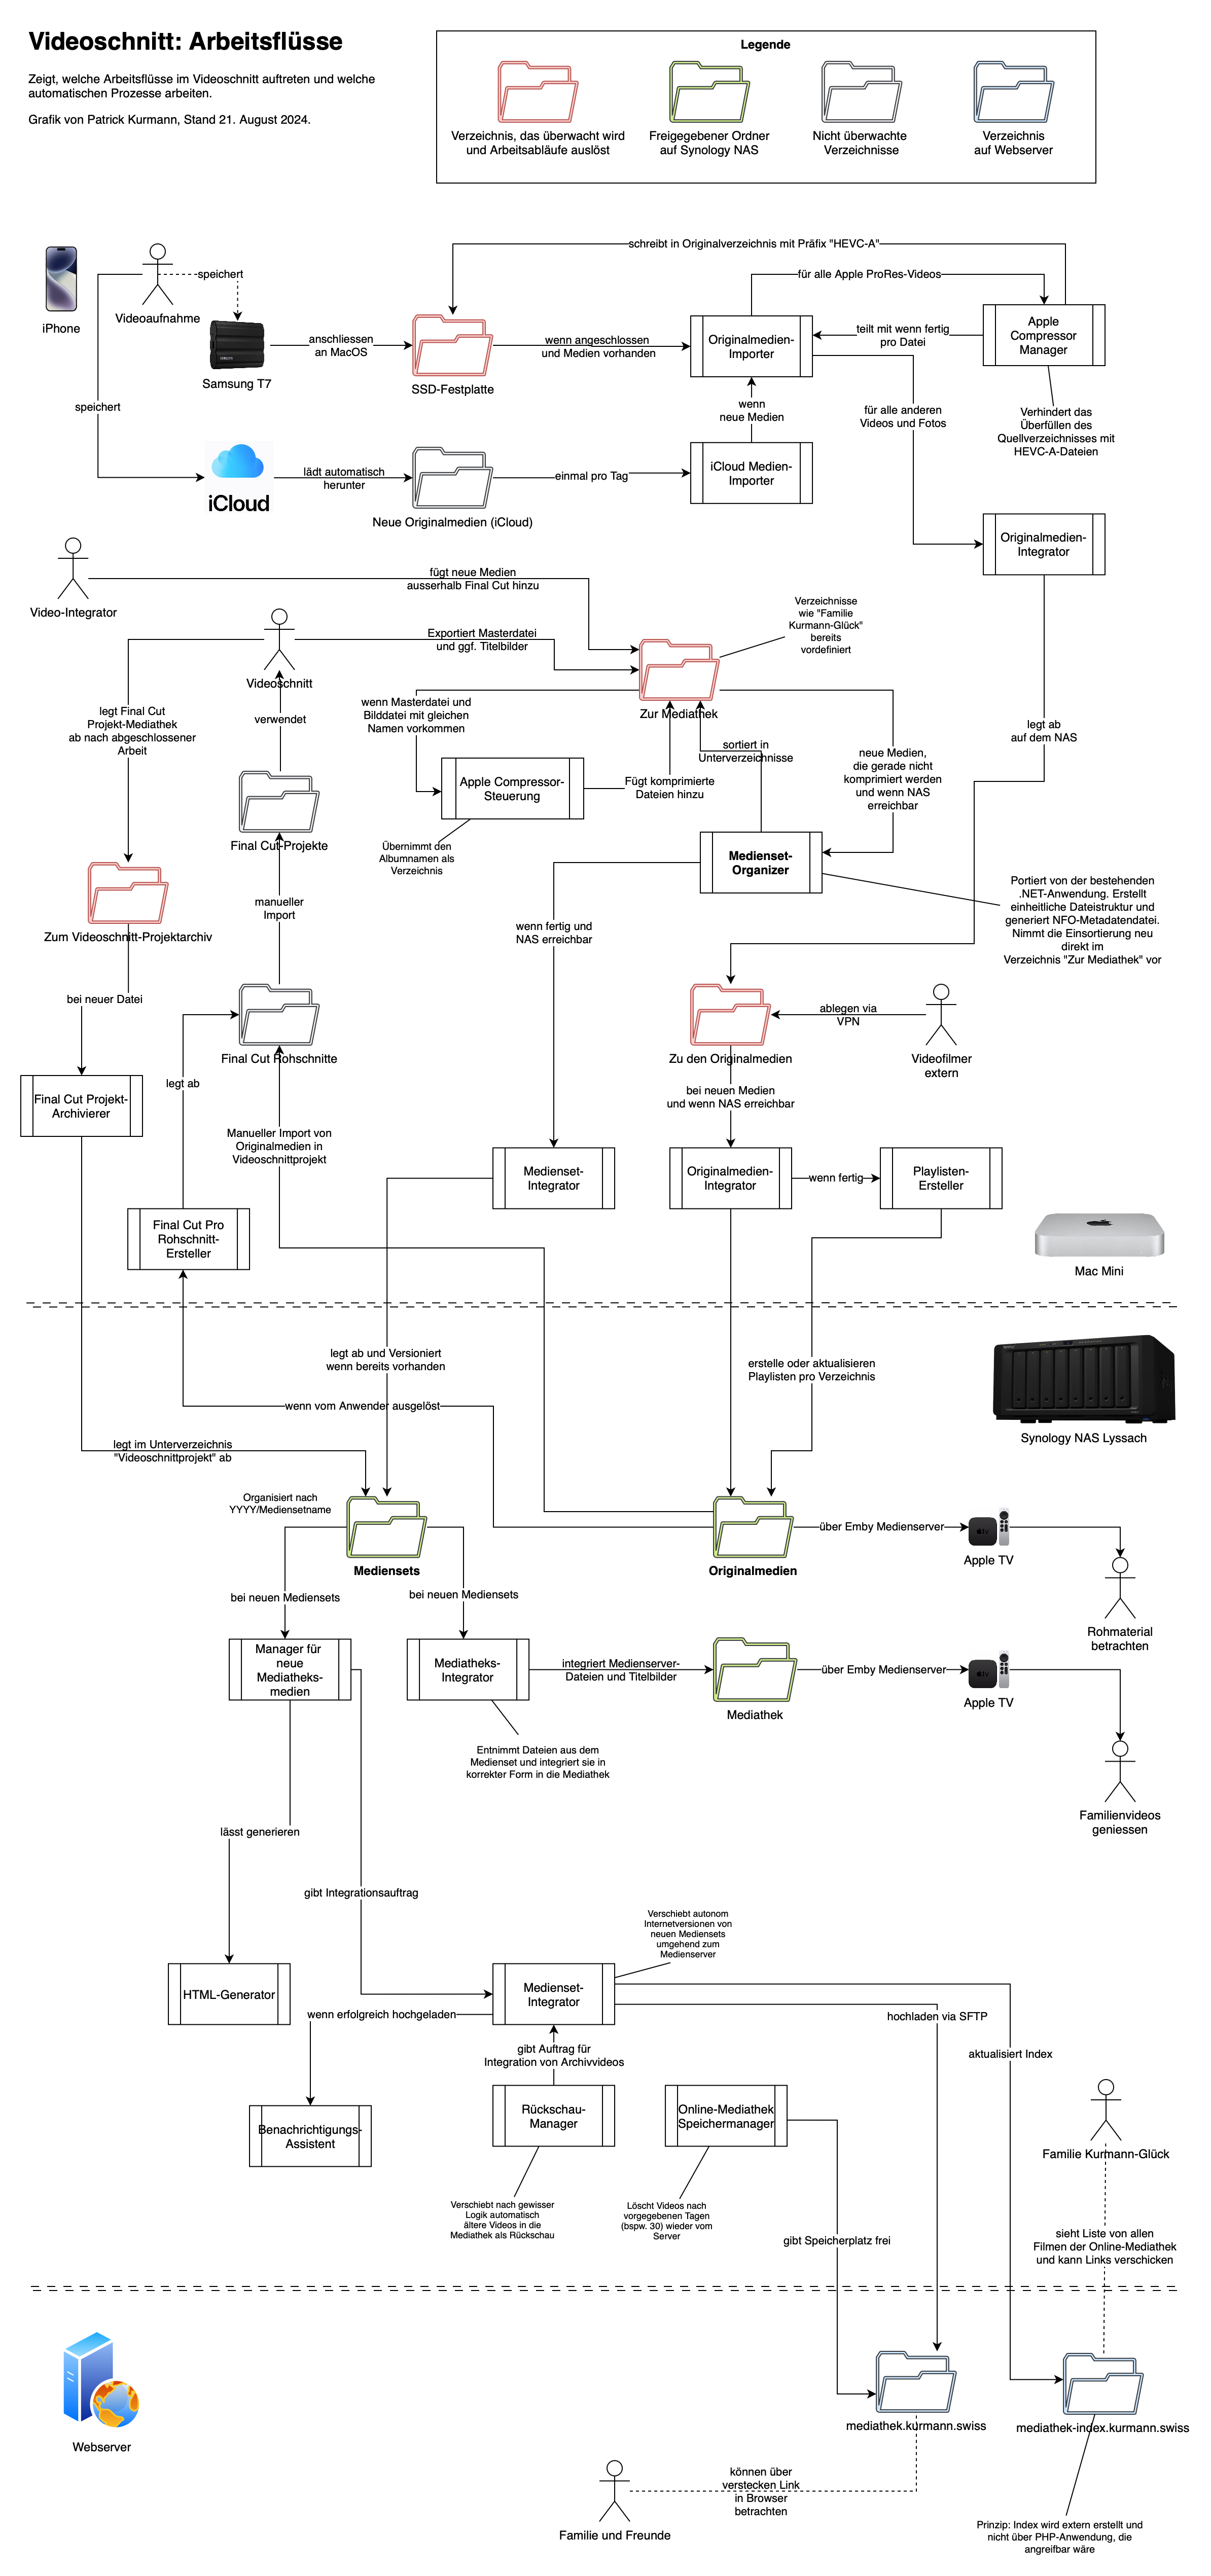 Videoschnitt: Arbeitsflüsse
Zeigt, welche Arbeitsflüsse im Videoschnitt auftreten und welche
automatischen Prozesse arbeiten.
Grafik von Patrick Kurmann, Stand 21. August 2024.
Legende
Verzeichnis, das überwacht wird
und Arbeitsabläufe auslöst
Freigegebener Ordner
auf Synology NAS
Nicht überwachte
Verzeichnisse
Verzeichnis
auf Webserver
schreibt in Originalverzeichnis mit Präfix "HEVC-A"
speichert
für alle Apple ProRes-Videos
iPhone
Videoaufnahme
anschliessen
an MacOS
wenn angeschlossen
und Medien vorhanden
Originalmedien-
Importer
teilt mit wenn fertig
pro Datei
Apple
Compressor
Manager
Samsung T7
SSD-Festplatte
speichert
wenn
neue Medien
für alle anderen
Videos und Fotos
Verhindert das
Überfüllen des
Quellverzeichnisses mit
HEVC-A-Dateien
iCloud
lädt automatisch
herunter
einmal pro Tag
iCloud Medien-
Importer
Neue Originalmedien (iCloud)
Originalmedien-
Integrator
Video-Integrator
fügt neue Medien
ausserhalb Final Cut hinzu
Verzeichnisse
wie "Familie
Kurmann-Glück"
bereits
vordefiniert
Exportiert Masterdatei
und ggf. Titelbilder
Videoschnitt
legt Final Cut
Projekt-Mediathek
ab nach abgeschlossener
Arbeit
verwendet
wenn Masterdatei und
Bilddatei mit gleichen
Namen vorkommen
Zur Mediathek
legt ab
auf dem NAS
sortiert in
Unterverzeichnisse
neue Medien,
die gerade nicht
komprimiert werden
und wenn NAS
erreichbar
Apple Compressor-
Steuerung
Fügt komprimierte
Dateien hinzu
Übernimmt den
Albumnamen als
Verzeichnis
Final Cut-Projekte
Medienset-
Organizer
Portiert von der bestehenden
.NET-Anwendung. Erstellt
einheitliche Dateistruktur und
generiert NFO-Metadatendatei.
Nimmt die Einsortierung neu
direkt im
Verzeichnis "Zur Mediathek" vor
manueller
Import
Zum Videoschnitt-Projektarchiv
wenn fertig und
NAS erreichbar
bei neuer Datei
ablegen via
VPN
Final Cut Rohschnitte
Zu den Originalmedien
Videofilmer
extern
legt ab
Final Cut Projekt-
Archivierer
bei neuen Medien
und wenn NAS erreichbar
Manueller Import von
Originalmedien in
Videoschnittprojekt
Medienset-
Integrator
Originalmedien-
Integrator
wenn fertig
Playlisten-
Ersteller
Final Cut Pro
Rohschnitt-
Ersteller
Mac Mini
legt ab und Versioniert
wenn bereits vorhanden
erstelle oder aktualisieren
Playlisten pro Verzeichnis
wenn vom Anwender ausgelöst
Synology NAS Lyssach
legt im Unterverzeichnis
"Videoschnittprojekt" ab
Organisiert nach
YYYY/Mediensetname
Mediensets
Originalmedien
über Emby Medienserver
Apple TV
bei neuen Mediensets
bei neuen Mediensets
Rohmaterial
betrachten
Manager für
neue
Mediatheks-
medien
Mediatheks-
Integrator
integriert Medienserver-
Dateien und Titelbilder
über Emby Medienserver
Mediathek
Apple TV
Entnimmt Dateien aus dem
Medienset und integriert sie in
korrekter Form in die Mediathek
Familienvideos
geniessen
lässt generieren
gibt Integrationsauftrag
Verschiebt autonom
Internetversionen von
neuen Mediensets
umgehend zum
Medienserver
HTML-Generator
Medienset-
Integrator
wenn erfolgreich hochgeladen
hochladen via SFTP
gibt Auftrag für
Integration von Archivvideos
aktualisiert Index
Benachrichtigungs-
Assistent
Rückschau-
Manager
Online-Mediathek
Speichermanager
Familie Kurmann-Glück
Verschiebt nach gewisser
Logik automatisch
ältere Videos in die
Mediathek als Rückschau
Löscht Videos nach
vorgegebenen Tagen
(bspw. 30) wieder vom
Server
gibt Speicherplatz frei
sieht Liste von allen
Filmen der Online-Mediathek
und kann Links verschicken
Webserver
mediathek.kurmann.swiss
mediathek-index.kurmann.swiss
können über
verstecken Link
in Browser
betrachten
Familie und Freunde
Prinzip: Index wird extern erstellt und
nicht über PHP-Anwendung, die
angreifbar wäre